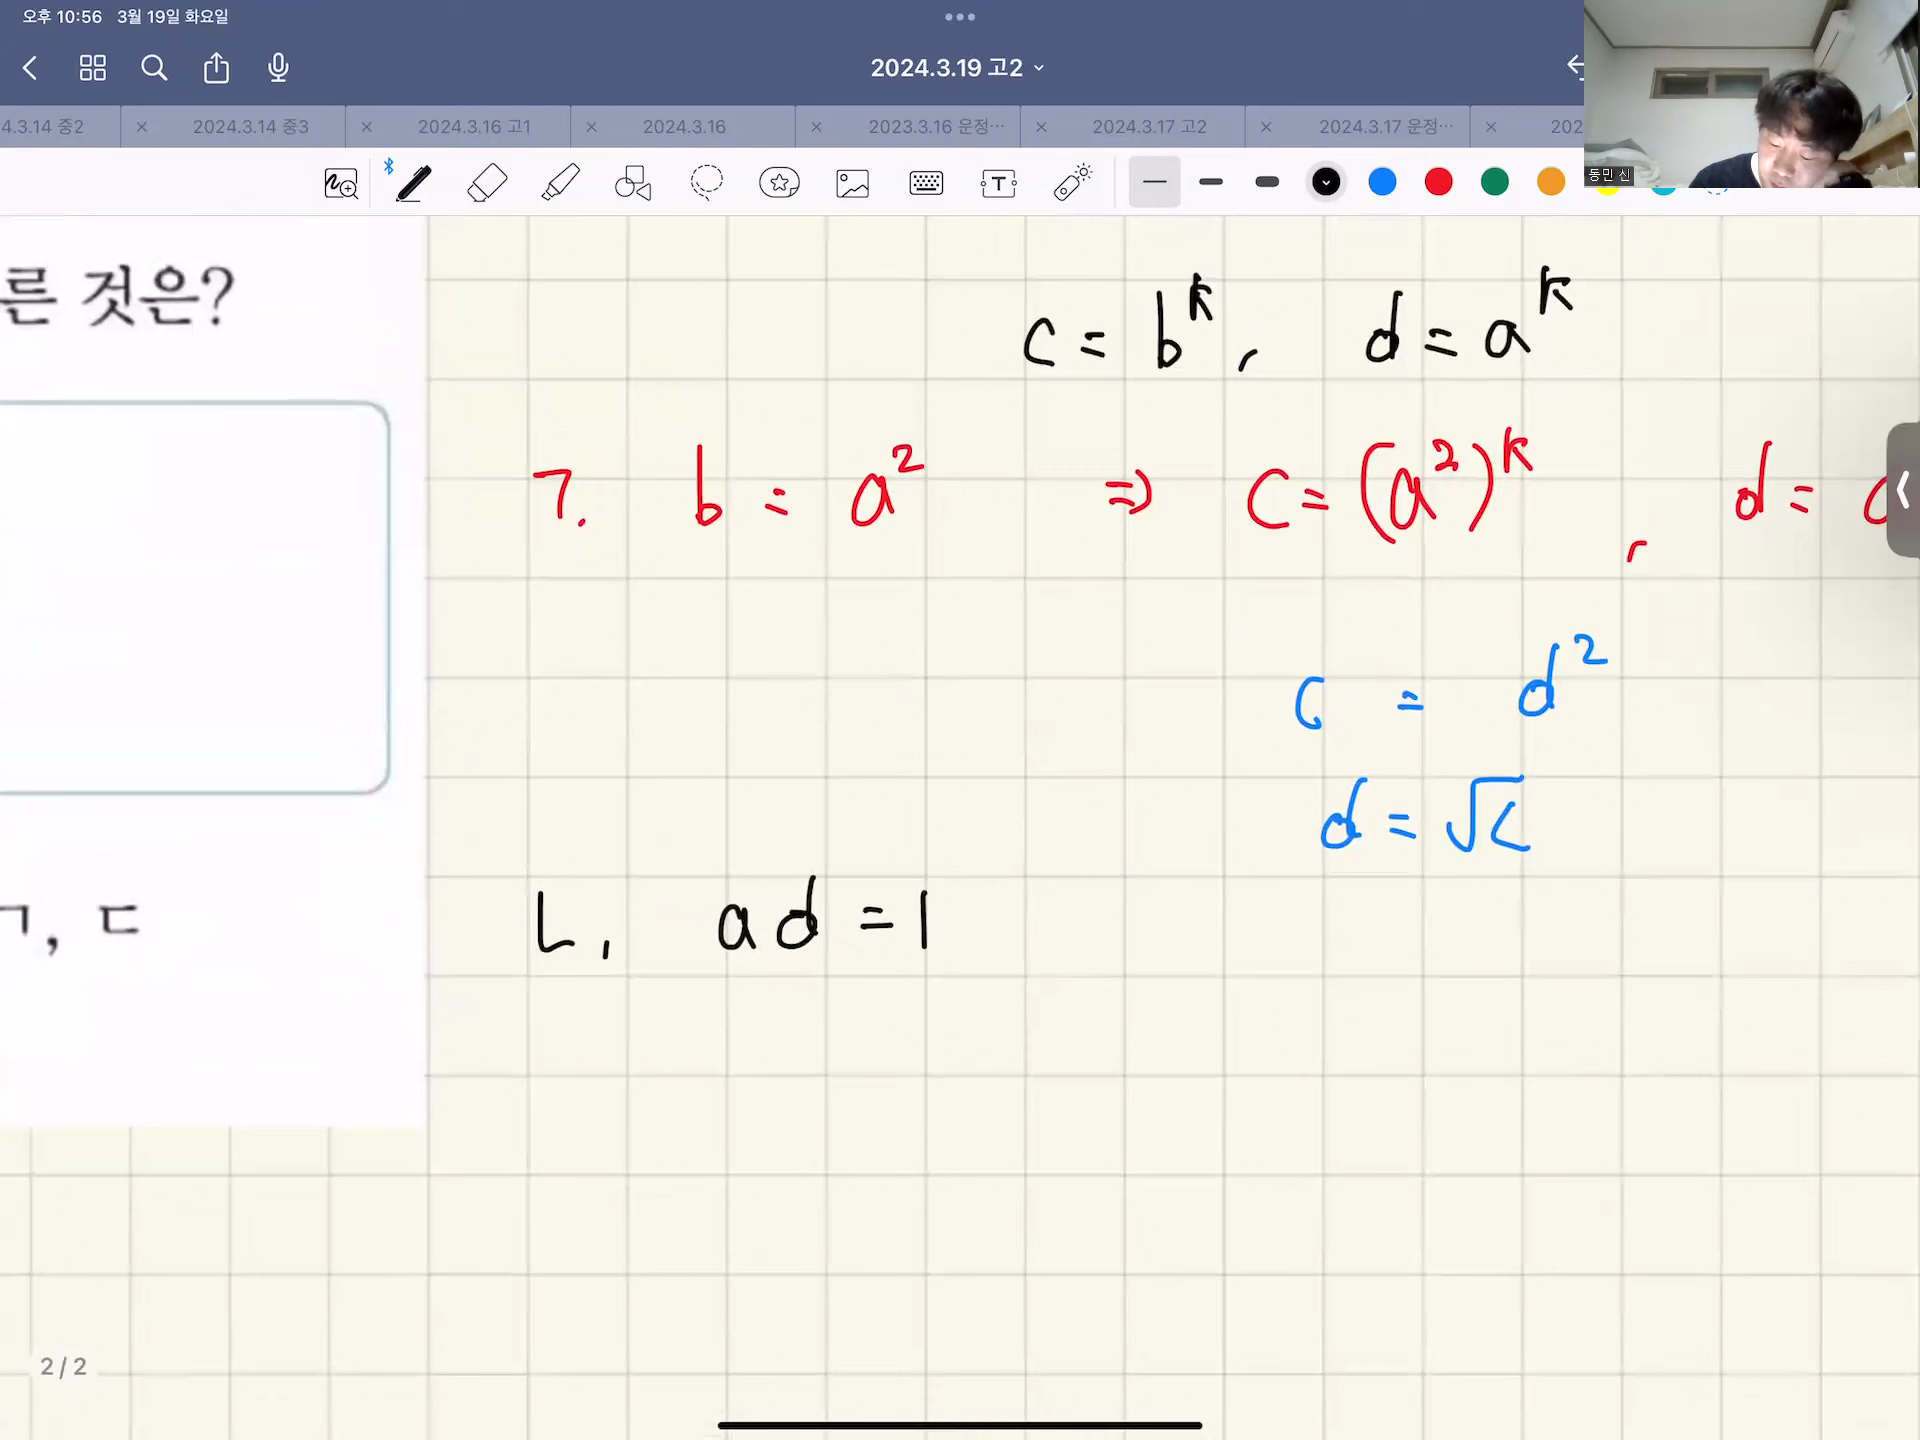 오후 10:56 3월 19일 화요일
2024.3.19 고2
4.3.14 중2
2024.3.14 중3
2024.3.16 고1
2024.3.16
2023.3.16 운정…
2024.3.17 고2
2024.3.17 운정…
202
동민 신
른 것은?
c = b^k, d = a^k
ㄱ. b = a^2 ⇒ c = (a^2)^k, d =
c = d^2
d = √c
ㄱ, ㄷ
ㄴ, ad = 1
2 / 2